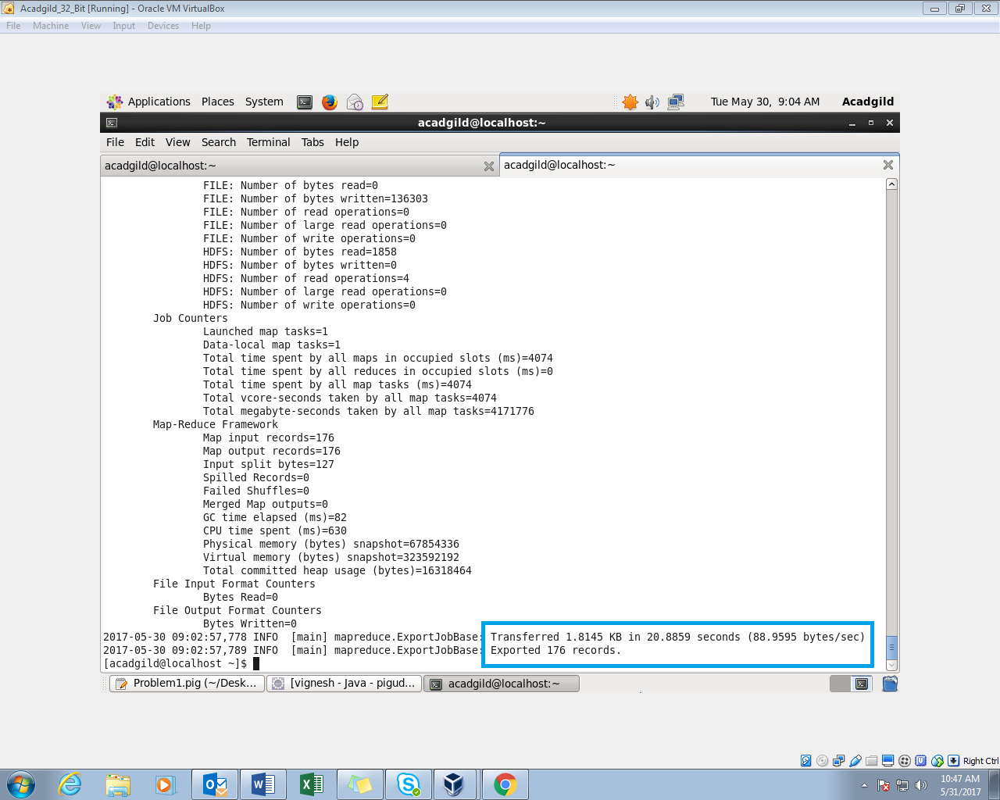 Acadgild_32_Bit [Running] - Oracle VM VirtualBox
File Machine View Input Devices Help
Applications Places System Tue May 30, 9:04 AM Acadgild
acadgild@localhost:~
File Edit View Search Terminal Tabs Help
acadgild@localhost:~ acadgild@localhost:~
FILE: Number of bytes read=0
FILE: Number of bytes written=136303
FILE: Number of read operations=0
FILE: Number of large read operations=0
FILE: Number of write operations=0
HDFS: Number of bytes read=1858
HDFS: Number of bytes written=0
HDFS: Number of read operations=4
HDFS: Number of large read operations=0
HDFS: Number of write operations=0
Job Counters
Launched map tasks=1
Data-local map tasks=1
Total time spent by all maps in occupied slots (ms)=4074
Total time spent by all reduces in occupied slots (ms)=0
Total time spent by all map tasks (ms)=4074
Total vcore-seconds taken by all map tasks=4074
Total megabyte-seconds taken by all map tasks=4171776
Map-Reduce Framework
Map input records=176
Map output records=176
Input split bytes=127
Spilled Records=0
Failed Shuffles=0
Merged Map outputs=0
GC time elapsed (ms)=82
CPU time spent (ms)=630
Physical memory (bytes) snapshot=67854336
Virtual memory (bytes) snapshot=323592192
Total committed heap usage (bytes)=16318464
File Input Format Counters
Bytes Read=0
File Output Format Counters
Bytes Written=0
2017-05-30 09:02:57,778 INFO [main] mapreduce.ExportJobBase: Transferred 1.8145 KB in 20.8859 seconds (88.9595 bytes/sec)
2017-05-30 09:02:57,789 INFO [main] mapreduce.ExportJobBase: Exported 176 records.
[acadgild@localhost ~]$
Problem1.pig (~/Desk... [vignesh - Java - pigud... acadgild@localhost:~
Right Ctrl
10:47 AM
5/31/2017